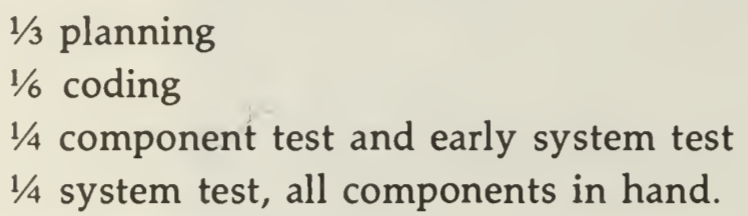 ⅓ planning
⅙ coding
¼ component test and early system test
¼ system test, all components in hand.